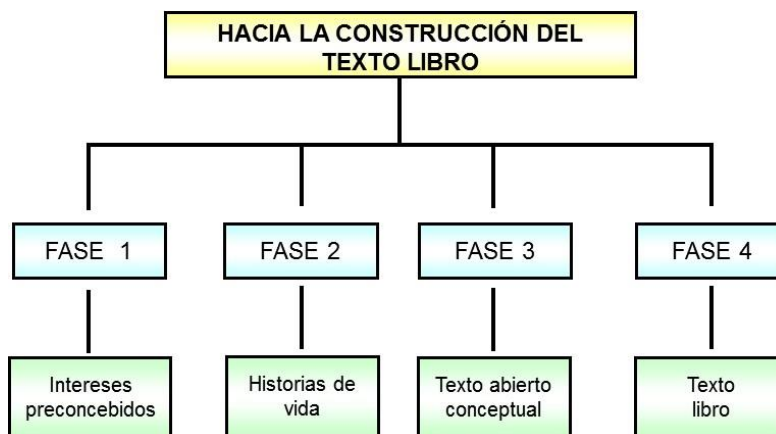 HACIA LA CONSTRUCCIÓN DEL
TEXTO LIBRO
FASE 1
FASE 2
FASE 3
FASE 4
Intereses
preconcebidos
Historias de
vida
Texto abierto
conceptual
Texto
libro